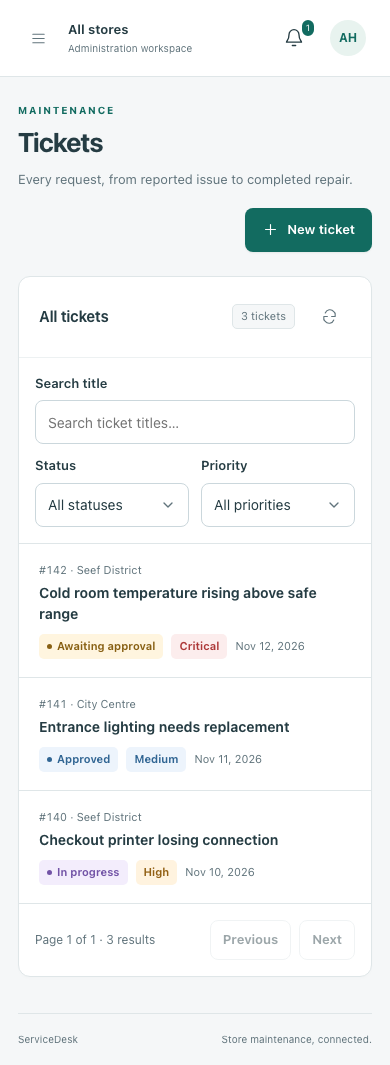 All stores
Administration workspace
1
AH
MAINTENANCE
Tickets
Every request, from reported issue to completed repair.
New ticket
All tickets
3 tickets
Search title
Search ticket titles...
Status
Priority
All statuses
All priorities
#142 · Seef District
Cold room temperature rising above safe
range
Awaiting approval
Critical
Nov 12, 2026
#141 · City Centre
Entrance lighting needs replacement
Approved
Medium
Nov 11, 2026
#140 · Seef District
Checkout printer losing connection
In progress
High
Nov 10, 2026
Page 1 of 1 · 3 results
Previous
Next
ServiceDesk
Store maintenance, connected.